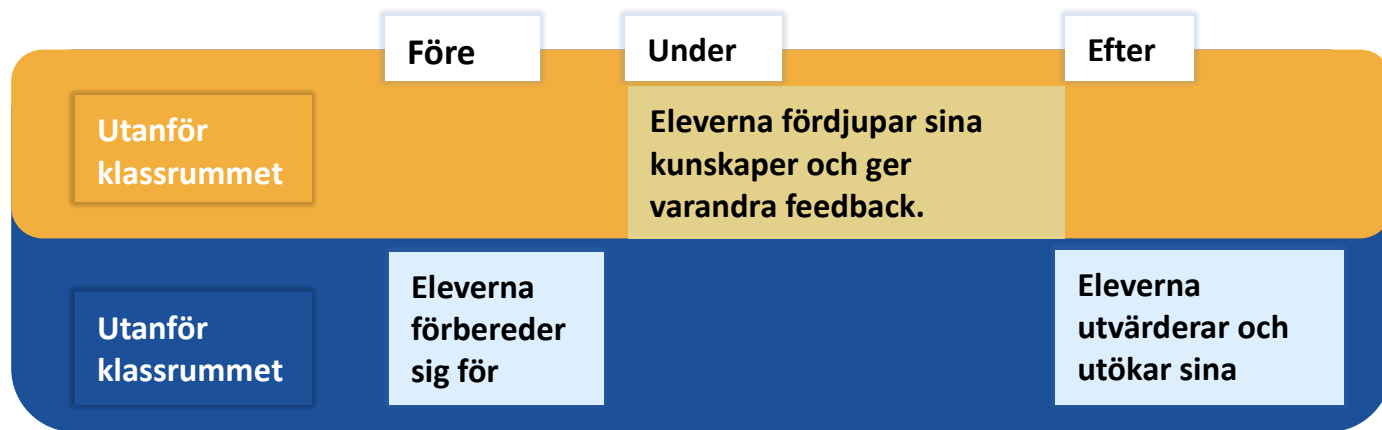 Före
Under
Efter
Utanför
klassrummet
Eleverna fördjupar sina
kunskaper och ger
varandra feedback.
Utanför
klassrummet
Eleverna
förbereder
sig för
Eleverna
utvärderar och
utökar sina